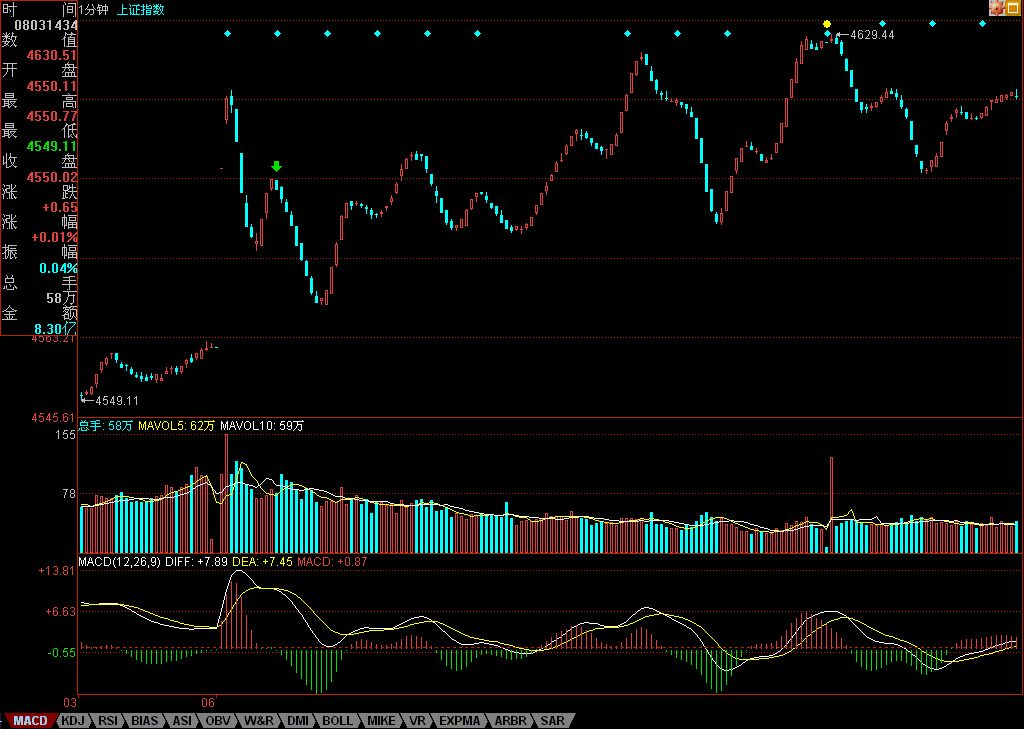 时 间
08031434
数 值
4630.51
开 盘
4550.11
最 高
4550.77
最 低
4549.11
收 盘
4550.02
涨 跌
+0.65
涨 幅
+0.01%
振 幅
0.04%
总 手
58万
金 额
8.30亿
4563.21
4545.61
1分钟 上证指数
4629.44
4549.11
总手: 58万 MAVOL5: 62万 MAVOL10: 59万
155
78
MACD(12,26,9) DIFF: +7.89 DEA: +7.45 MACD: +0.87
+13.81
+6.63
-0.55
03 06
MACD KDJ RSI BIAS ASI OBV W&R DMI BOLL MIKE VR EXPMA ARBR SAR